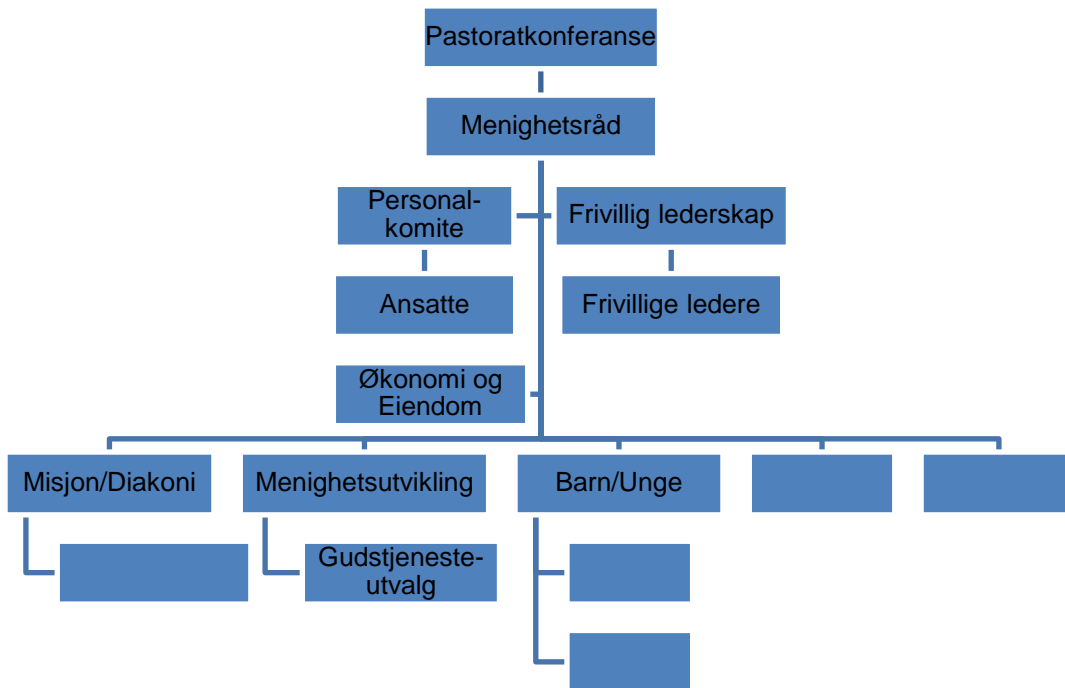 Pastoratkonferanse
Menighetsråd
Personal-
komite
Frivillig lederskap
Ansatte
Frivillige ledere
Økonomi og
Eiendom
Misjon/Diakoni
Menighetsutvikling
Barn/Unge
Gudstjeneste-
utvalg